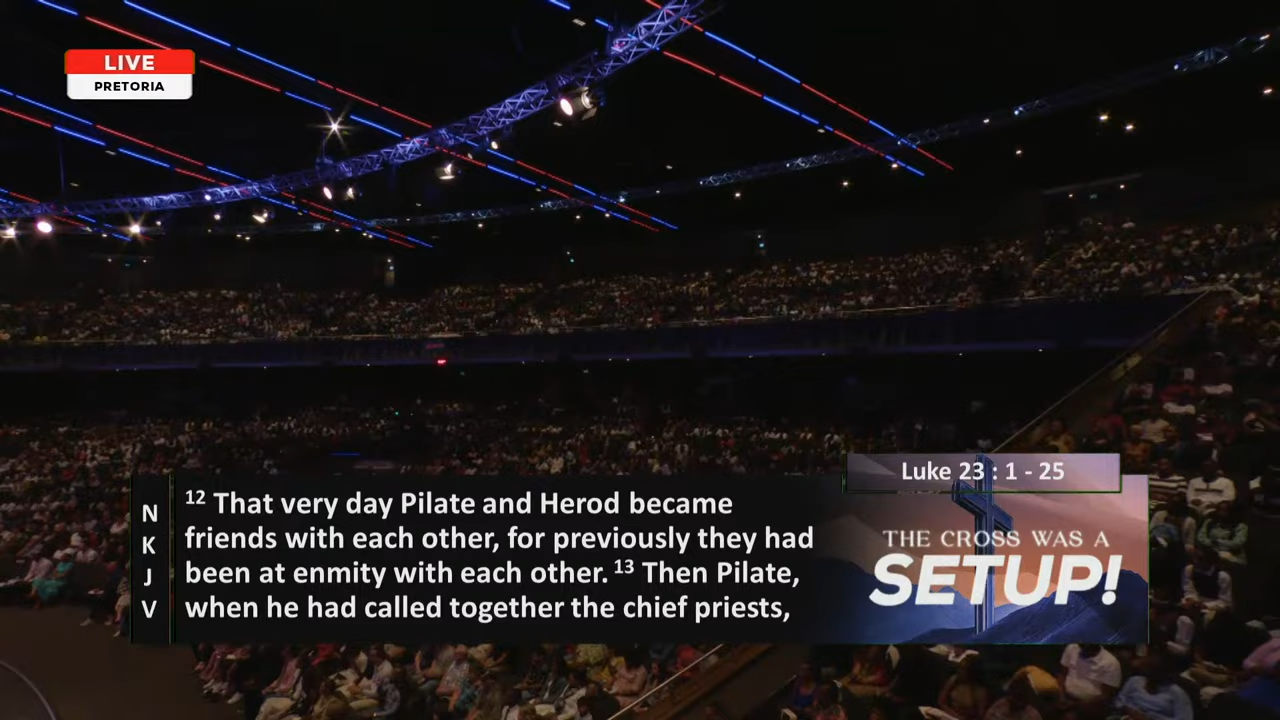 LIVE
PRETORIA
Luke 23 : 1 - 25
N
K
J
V
12 That very day Pilate and Herod became
friends with each other, for previously they had
been at enmity with each other. 13 Then Pilate,
when he had called together the chief priests,
THE CROSS WAS A
SETUP!